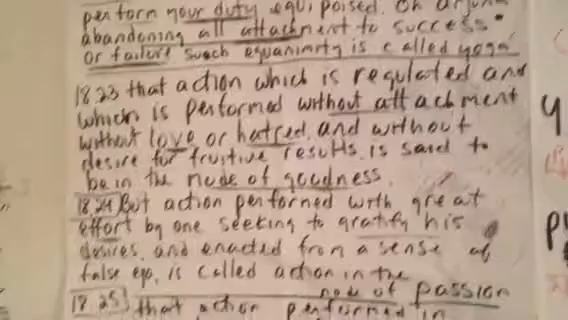 perform your duty equipoised. Oh Arjun
abandoning all attachment to success
or failure such equanimity is called yoga
18.23 that action which is regulated and
which is performed without attachment
without love or hatred, and without
desire for fruitive results, is said to
be in the mode of goodness.
18.24 But action performed with great
effort by one seeking to gratify his
desires, and enacted from a sense of
false ego, is called action in the
mode of passion
18.25) that action performed in